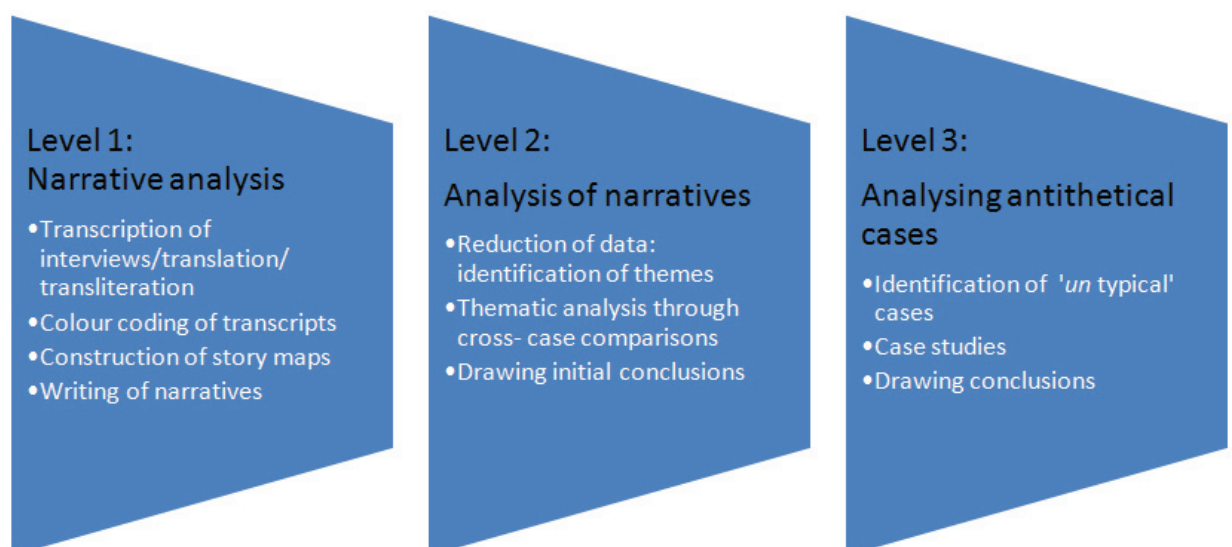 Level 1:
Narrative analysis
•Transcription of
interviews/translation/
transliteration
•Colour coding of transcripts
•Construction of story maps
•Writing of narratives
Level 2:
Analysis of narratives
•Reduction of data:
identification of themes
•Thematic analysis through
cross- case comparisons
•Drawing initial conclusions
Level 3:
Analysing antithetical
cases
•Identification of 'un typical'
cases
•Case studies
•Drawing conclusions